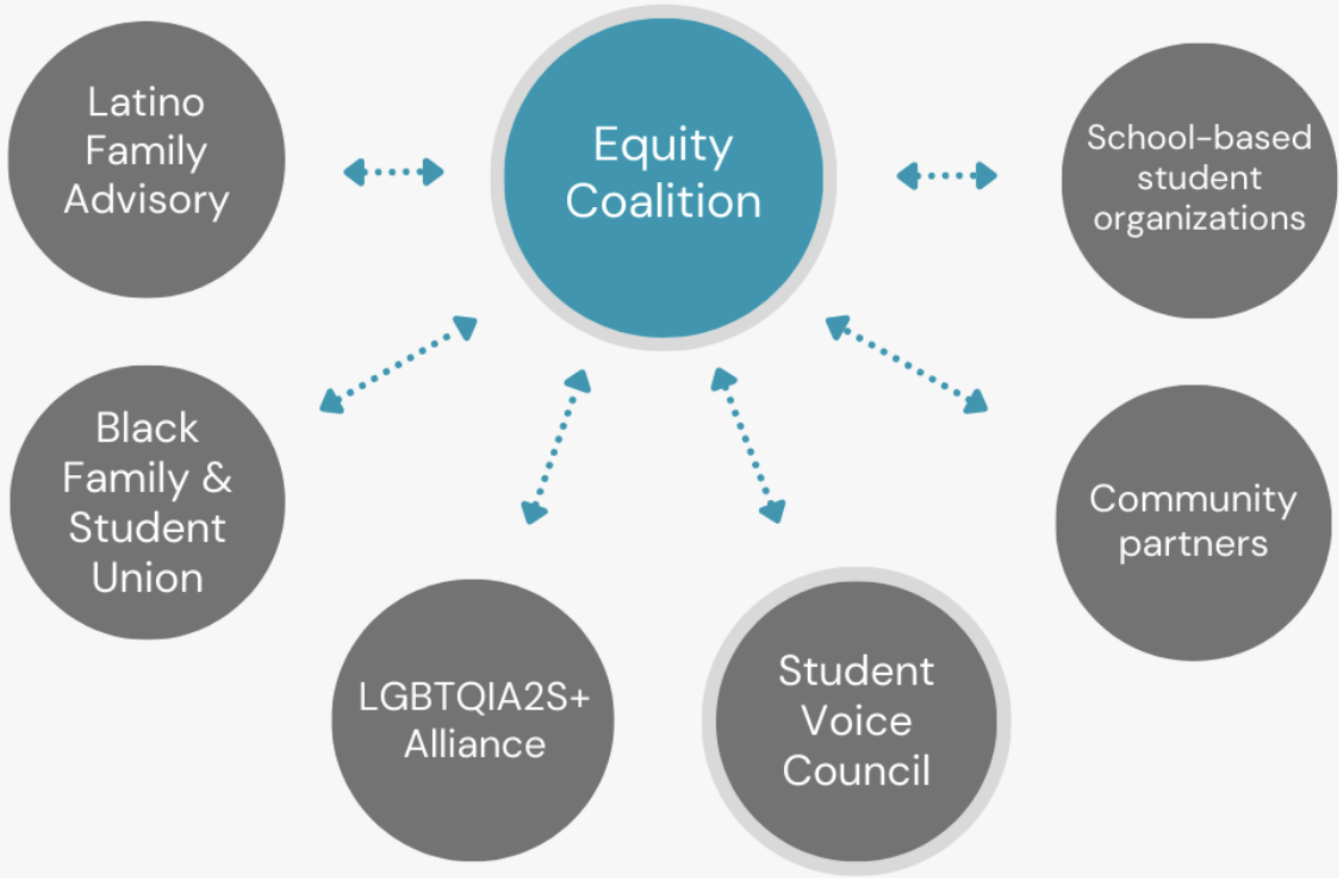 Latino
Family
Advisory
Equity
Coalition
School-based
student
organizations
Black
Family &
Student
Union
Community
partners
LGBTQIA2S+
Alliance
Student
Voice
Council